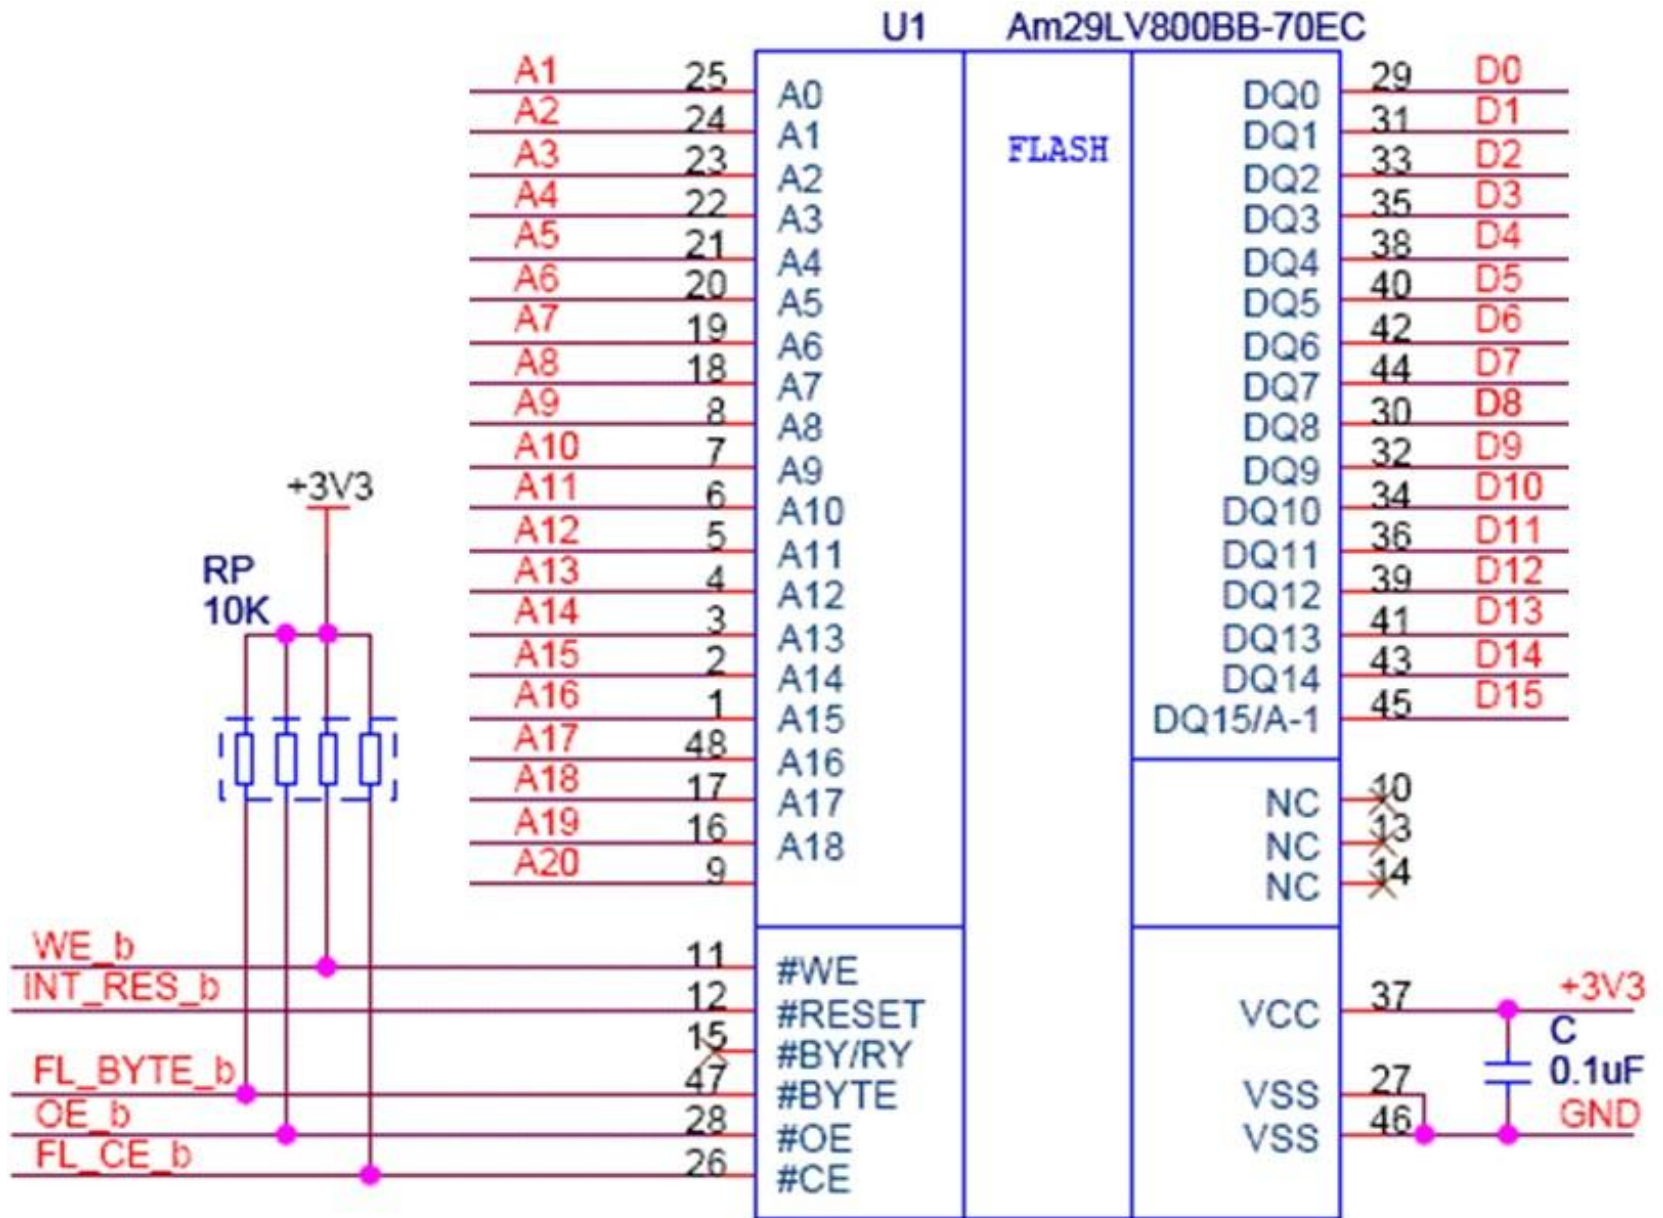 U1 Am29LV800BB-70EC
A1 25 A0 DQ0 29 D0
A2 24 A1 DQ1 31 D1
FLASH
A3 23 A2 DQ2 33 D2
A4 22 A3 DQ3 35 D3
A5 21 A4 DQ4 38 D4
A6 20 A5 DQ5 40 D5
A7 19 A6 DQ6 42 D6
A8 18 A7 DQ7 44 D7
A9 8 A8 DQ8 30 D8
A10 7 A9 DQ9 32 D9
+3V3
A11 6 A10 DQ10 34 D10
A12 5 A11 DQ11 36 D11
RP
A13 4 A12 DQ12 39 D12
10K
A14 3 A13 DQ13 41 D13
A15 2 A14 DQ14 43 D14
A16 1 A15 DQ15/A-1 45 D15
A17 48 A16
A18 17 A17 NC 10
A19 16 A18 NC 13
A20 9 NC 14
WE_b 11 #WE
INT_RES_b 12 #RESET VCC 37 +3V3
15 #BY/RY C
FL_BYTE_b 47 #BYTE VSS 27 0.1uF
OE_b 28 #OE VSS 46 GND
FL_CE_b 26 #CE